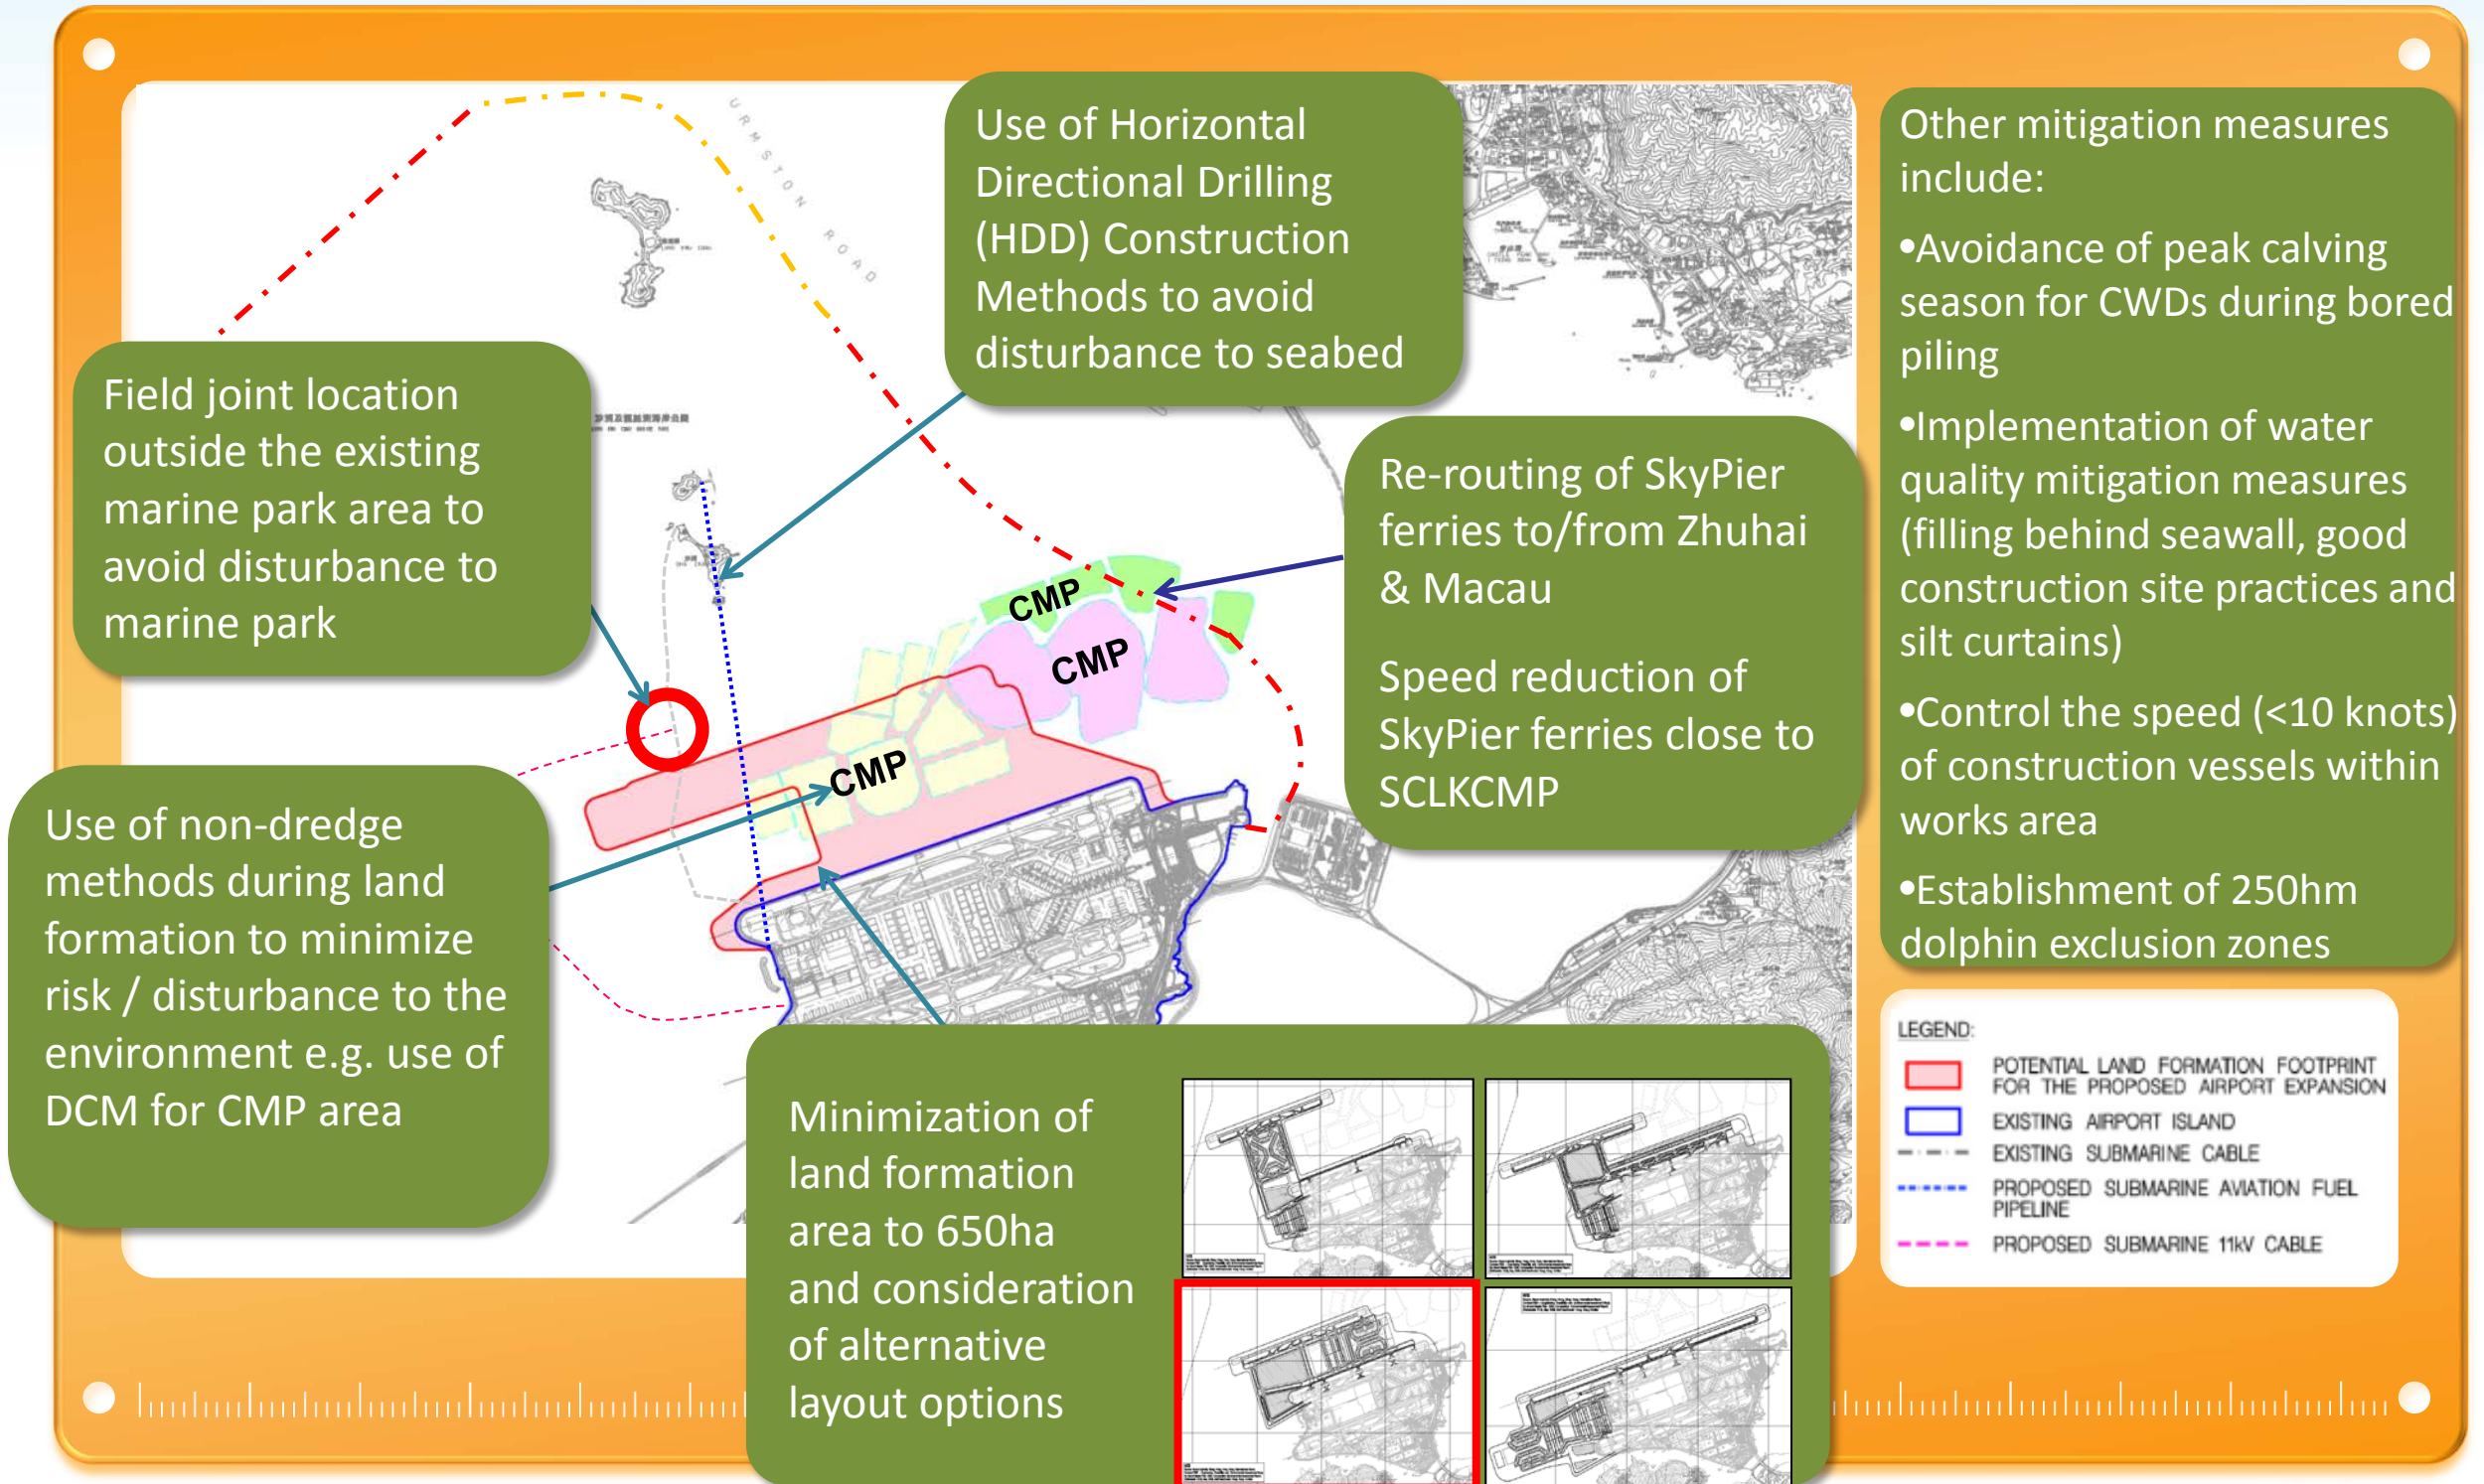 URMSTON ROAD
Use of Horizontal
Directional Drilling
(HDD) Construction
Methods to avoid
disturbance to seabed
Field joint location
outside the existing
marine park area to
avoid disturbance to
marine park
Re-routing of SkyPier
ferries to/from Zhuhai
& Macau
Speed reduction of
SkyPier ferries close to
SCLKCMP
CMP
CMP
CMP
Use of non-dredge
methods during land
formation to minimize
risk / disturbance to the
environment e.g. use of
DCM for CMP area
Minimization of
land formation
area to 650ha
and consideration
of alternative
layout options
Other mitigation measures
include:
•Avoidance of peak calving
season for CWDs during bored
piling
•Implementation of water
quality mitigation measures
(filling behind seawall, good
construction site practices and
silt curtains)
•Control the speed (<10 knots)
of construction vessels within
works area
•Establishment of 250hm
dolphin exclusion zones
LEGEND:
POTENTIAL LAND FORMATION FOOTPRINT
FOR THE PROPOSED AIRPORT EXPANSION
EXISTING AIRPORT ISLAND
EXISTING SUBMARINE CABLE
PROPOSED SUBMARINE AVIATION FUEL
PIPELINE
PROPOSED SUBMARINE 11kV CABLE